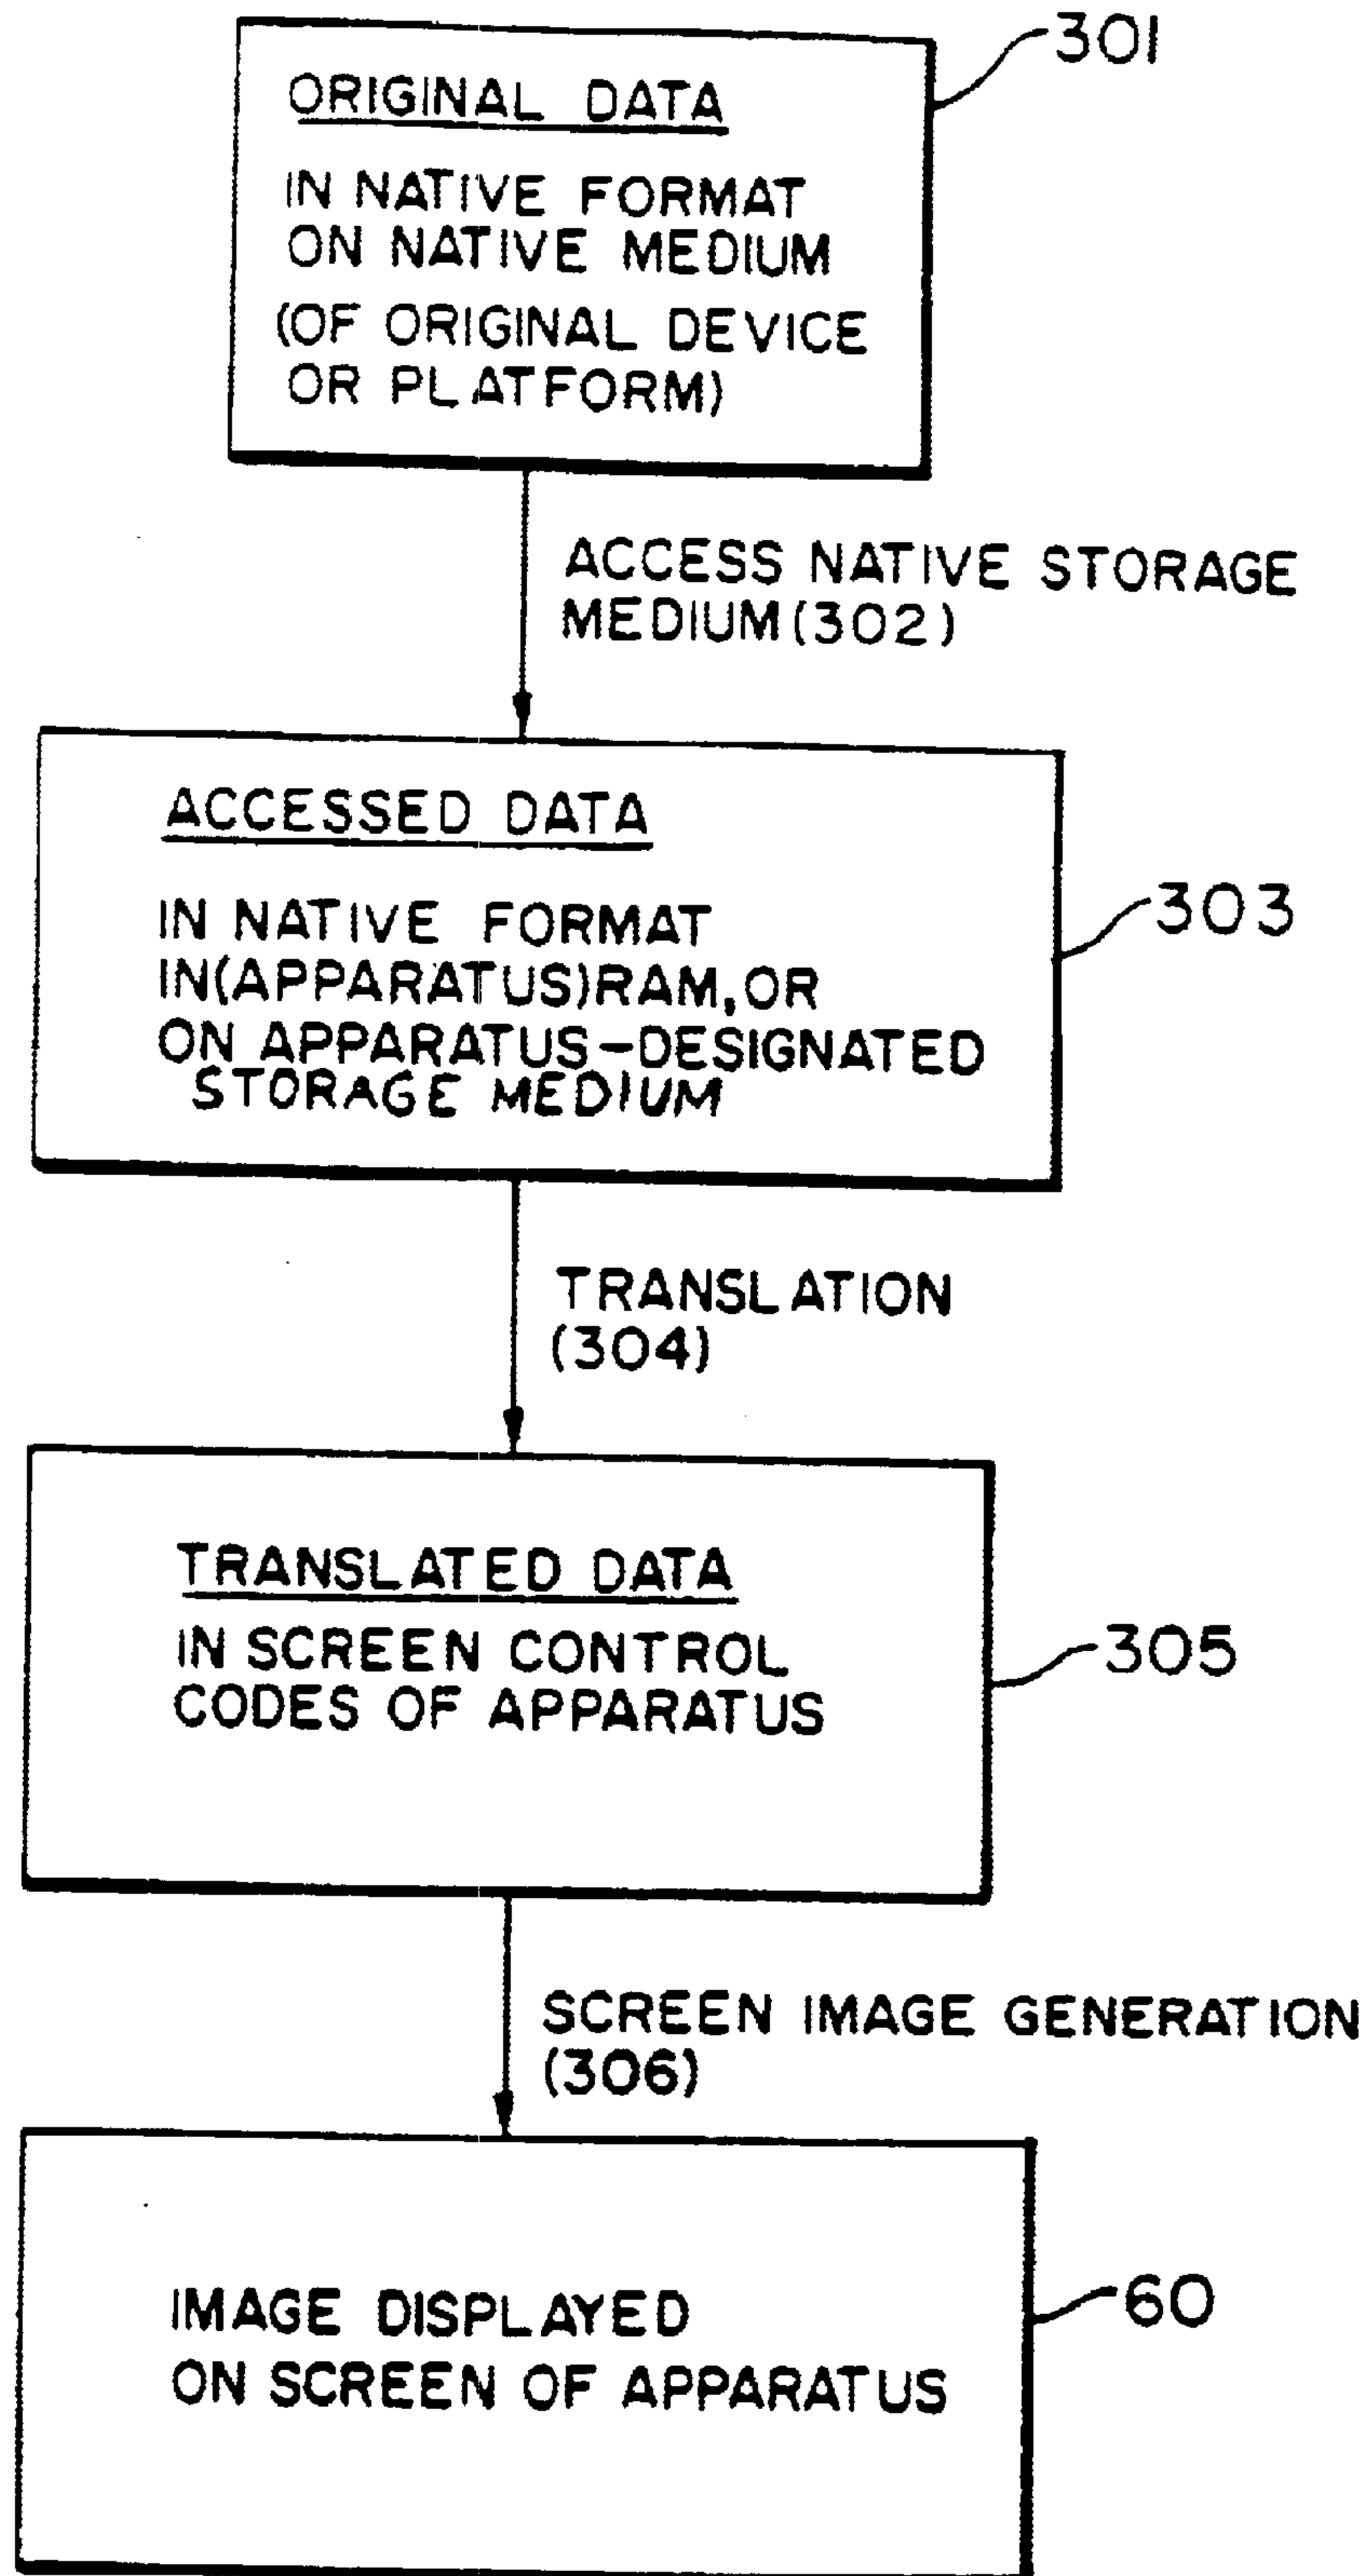 301
ORIGINAL DATA
IN NATIVE FORMAT
ON NATIVE MEDIUM
(OF ORIGINAL DEVICE
OR PLATFORM)
ACCESS NATIVE STORAGE
MEDIUM (302)
ACCESSED DATA
303
IN NATIVE FORMAT
IN (APPARATUS) RAM, OR
ON APPARATUS-DESIGNATED
STORAGE MEDIUM
TRANSLATION
(304)
TRANSLATED DATA
IN SCREEN CONTROL
CODES OF APPARATUS
305
SCREEN IMAGE GENERATION
(306)
60
IMAGE DISPLAYED
ON SCREEN OF APPARATUS